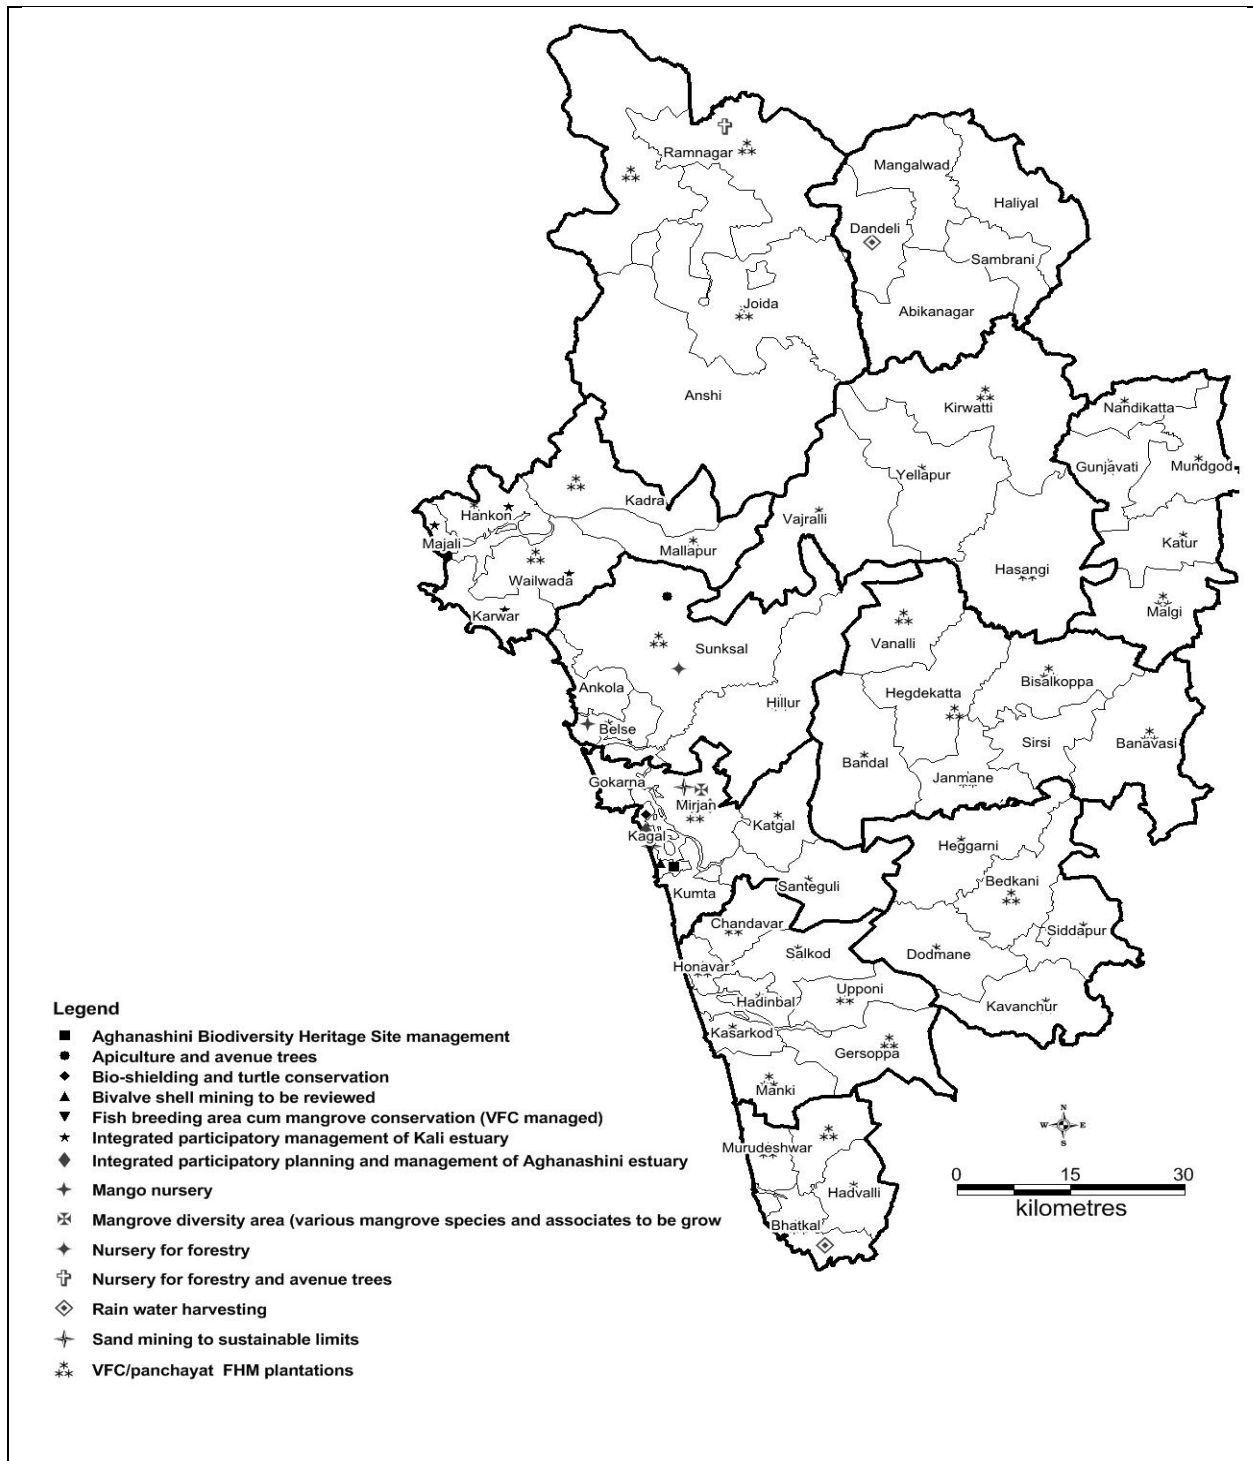 Ramnagar
Mangalwad
Haliyal
Dandeli
Sambrani
Joida
Abikanagar
Anshi
Kirwatti
Nandikatta
Gunjavati
Mundgod
Yellapur
Kadra
Hankon
Vajralli
Majali
Mallapur
Katur
Wailwada
Hasangi
Karwar
Malgi
Sunksal
Vanalli
Ankola
Hegdekatta
Bisalkoppa
Hillur
Belse
Sirsi
Banavasi
Bandal
Janmane
Gokarna
Mirjan
Katgal
Kagal
Heggarni
Kumta
Santeguli
Bedkani
Chandavar
Siddapur
Salkod
Dodmane
Honavar
Upponi
Hadinbal
Kavanchur
Kasarkod
Gersoppa
Manki
Murudeshwar
Hadvalli
Bhatkal
N
W E
S
0 15 30
kilometres
Legend
Aghanashini Biodiversity Heritage Site management
Apiculture and avenue trees
Bio-shielding and turtle conservation
Bivalve shell mining to be reviewed
Fish breeding area cum mangrove conservation (VFC managed)
Integrated participatory management of Kali estuary
Integrated participatory planning and management of Aghanashini estuary
Mango nursery
Mangrove diversity area (various mangrove species and associates to be grow
Nursery for forestry
Nursery for forestry and avenue trees
Rain water harvesting
Sand mining to sustainable limits
VFC/panchayat FHM plantations